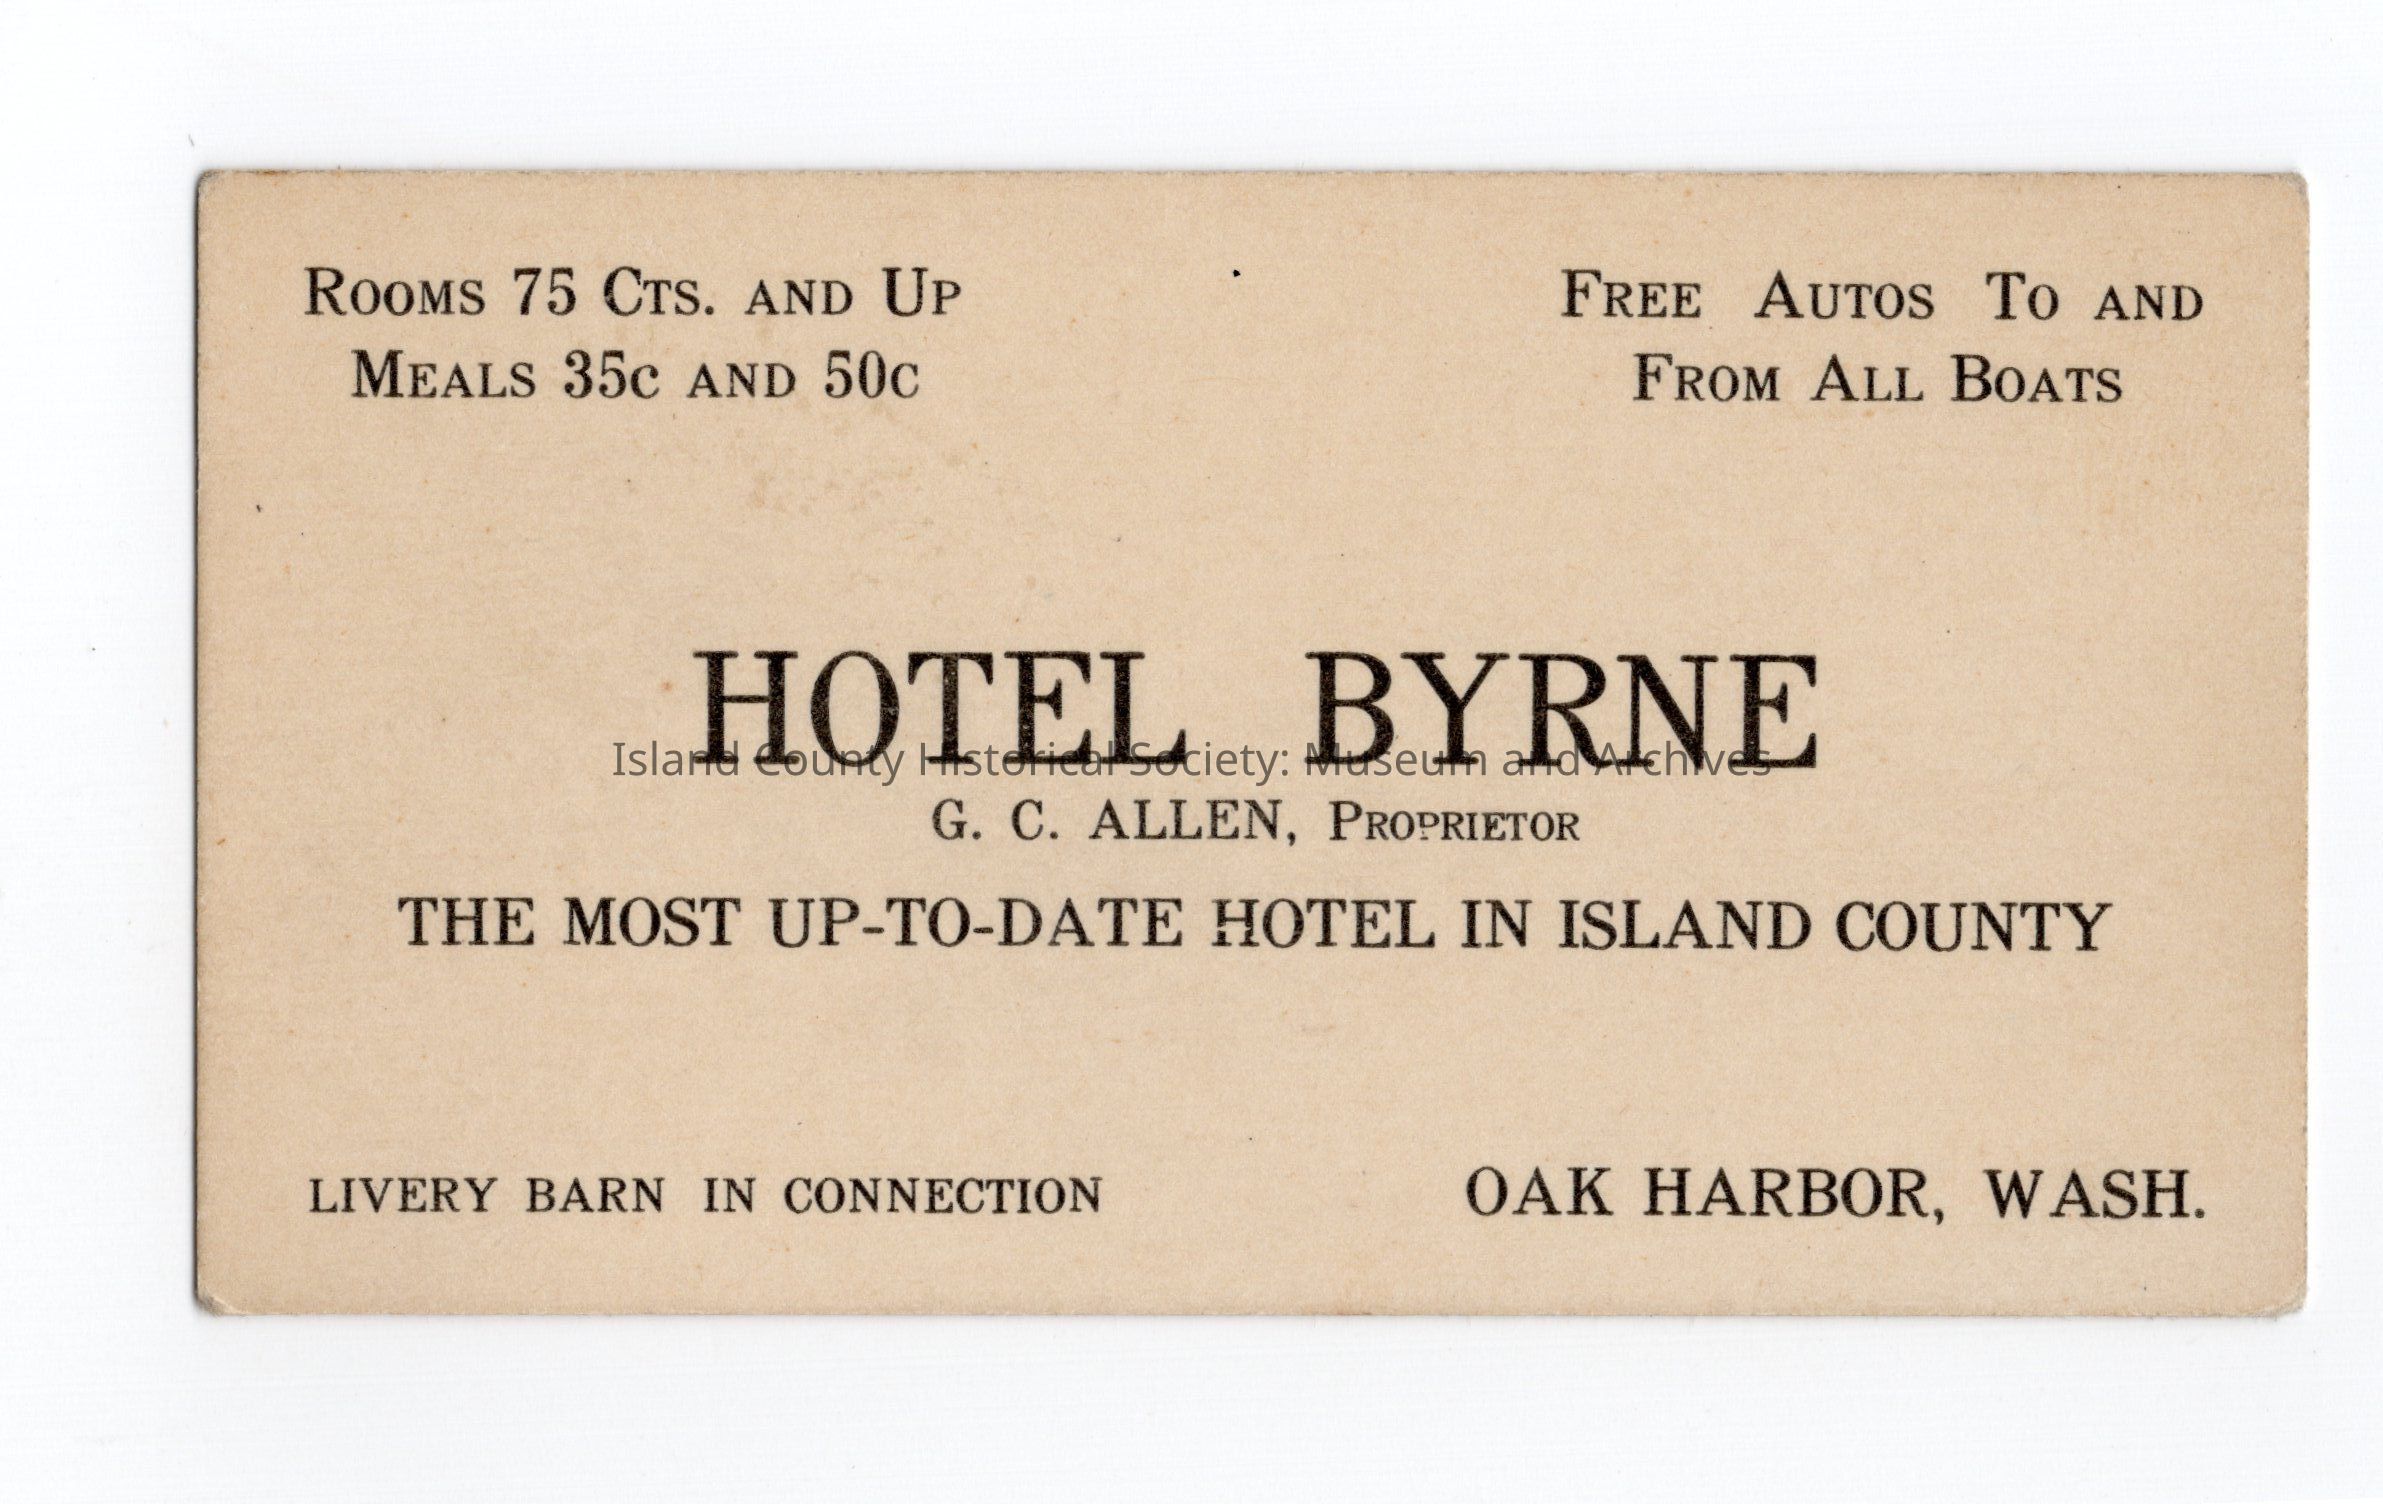 Rooms 75 Cts. and Up
Meals 35c and 50c
Free Autos To and
From All Boats
HOTEL BYRNE
Island County Historical Society: Museum and Archives
G. C. ALLEN, Proprietor
THE MOST UP-TO-DATE HOTEL IN ISLAND COUNTY
LIVERY BARN IN CONNECTION
OAK HARBOR, WASH.